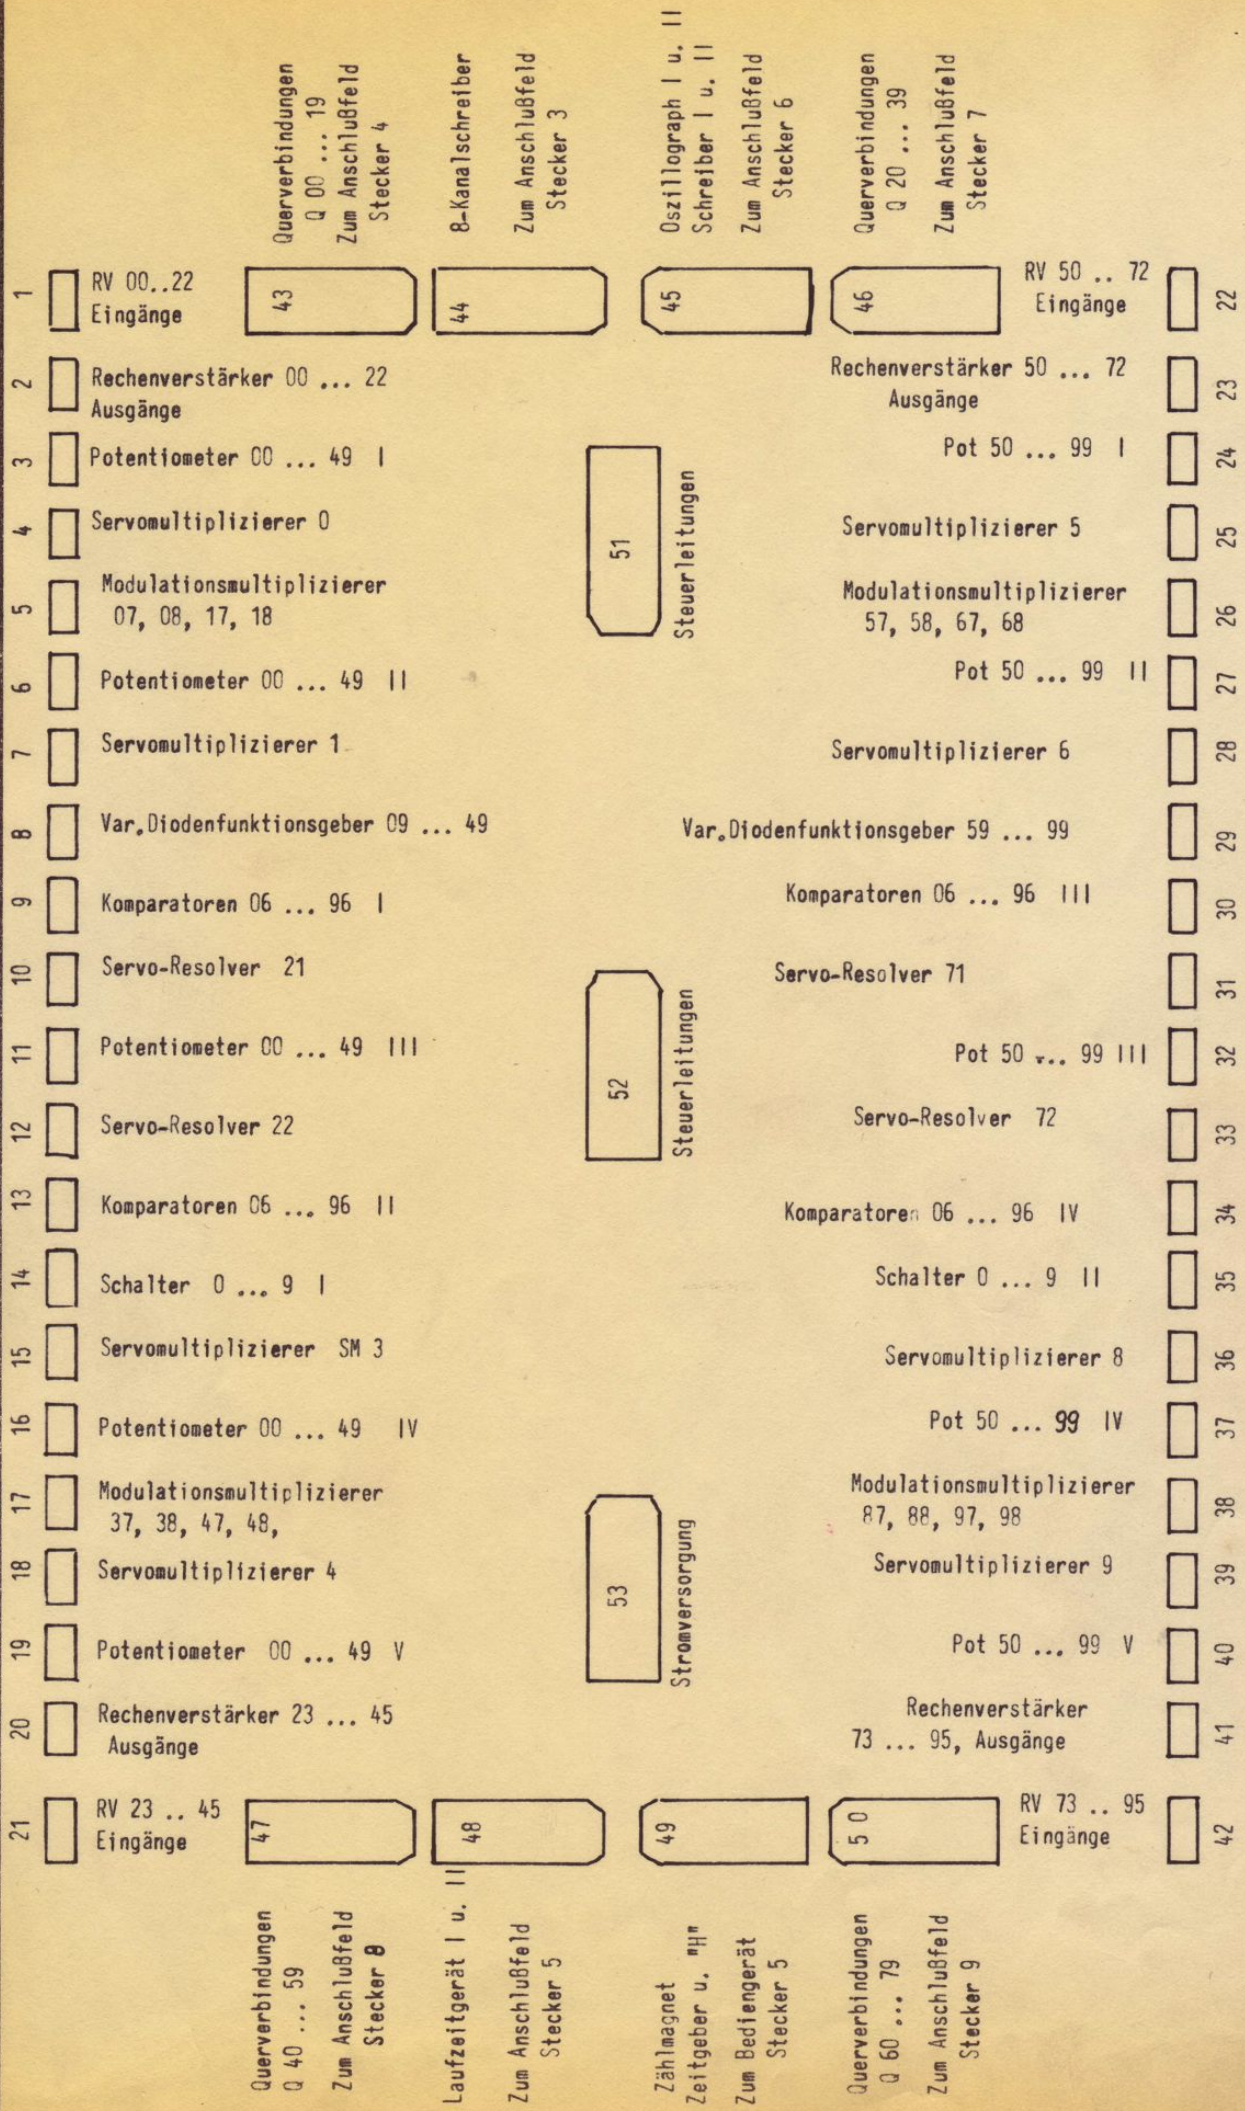 Querverbindungen
Q 00 ... 19
Zum Anschlußfeld
Stecker 4
8-Kanalschreiber
Zum Anschlußfeld
Stecker 3
Oszillograph I u. II
Schreiber I u. II
Zum Anschlußfeld
Stecker 6
Querverbindungen
Q 20 ... 39
Zum Anschlußfeld
Stecker 7
1
RV 00..22
Eingänge
43
44
45
46
RV 50 .. 72
Eingänge
22
2
Rechenverstärker 00 ... 22
Ausgänge
Rechenverstärker 50 ... 72
Ausgänge
23
3
Potentiometer 00 ... 49 I
Pot 50 ... 99 I
24
4
Servomultiplizierer 0
51
Steuerleitungen
Servomultiplizierer 5
25
5
Modulationsmultiplizierer
07, 08, 17, 18
Modulationsmultiplizierer
57, 58, 67, 68
26
6
Potentiometer 00 ... 49 II
Pot 50 ... 99 II
27
7
Servomultiplizierer 1
Servomultiplizierer 6
28
8
Var.Diodenfunktionsgeber 09 ... 49
Var.Diodenfunktionsgeber 59 ... 99
29
9
Komparatoren 06 ... 96 I
Komparatoren 06 ... 96 III
30
10
Servo-Resolver 21
Servo-Resolver 71
31
11
Potentiometer 00 ... 49 III
52
Steuerleitungen
Pot 50 ... 99 III
32
12
Servo-Resolver 22
Servo-Resolver 72
33
13
Komparatoren 06 ... 96 II
Komparatoren 06 ... 96 IV
34
14
Schalter 0 ... 9 I
Schalter 0 ... 9 II
35
15
Servomultiplizierer SM 3
Servomultiplizierer 8
36
16
Potentiometer 00 ... 49 IV
Pot 50 ... 99 IV
37
17
Modulationsmultiplizierer
37, 38, 47, 48,
Modulationsmultiplizierer
87, 88, 97, 98
38
18
Servomultiplizierer 4
53
Stromversorgung
Servomultiplizierer 9
39
19
Potentiometer 00 ... 49 V
Pot 50 ... 99 V
40
20
Rechenverstärker 23 ... 45
Ausgänge
Rechenverstärker
73 ... 95, Ausgänge
41
21
RV 23 .. 45
Eingänge
47
48
49
50
RV 73 .. 95
Eingänge
42
Querverbindungen
Q 40 ... 59
Zum Anschlußfeld
Stecker 8
Laufzeitgerät I u. II
Zum Anschlußfeld
Stecker 5
Zählmagnet
Zeitgeber u. "H"
Zum Bediengerät
Stecker 5
Querverbindungen
Q 60 ... 79
Zum Anschlußfeld
Stecker 9